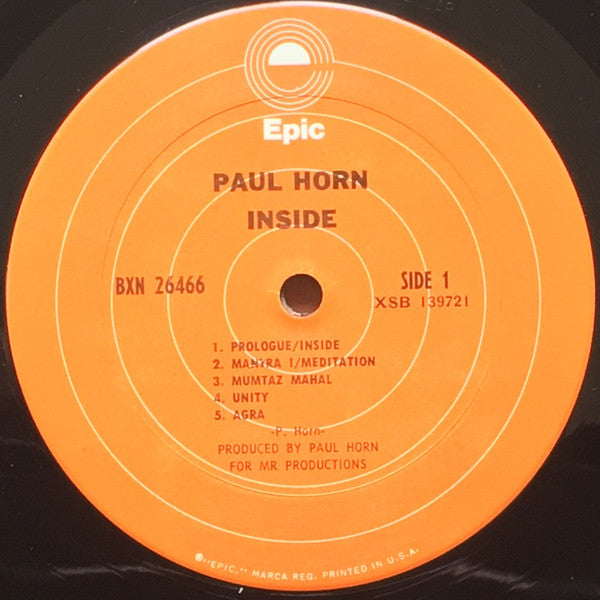 Epic
PAUL HORN
INSIDE
BXN 26466
SIDE 1
XSB 139721
1. PROLOGUE/INSIDE
2. MANTRA I/MEDITATION
3. MUMTAZ MAHAL
4. UNITY
5. AGRA
-P. Horn-
PRODUCED BY PAUL HORN
FOR MR PRODUCTIONS
®"EPIC," MARCA REG. PRINTED IN U.S.A.